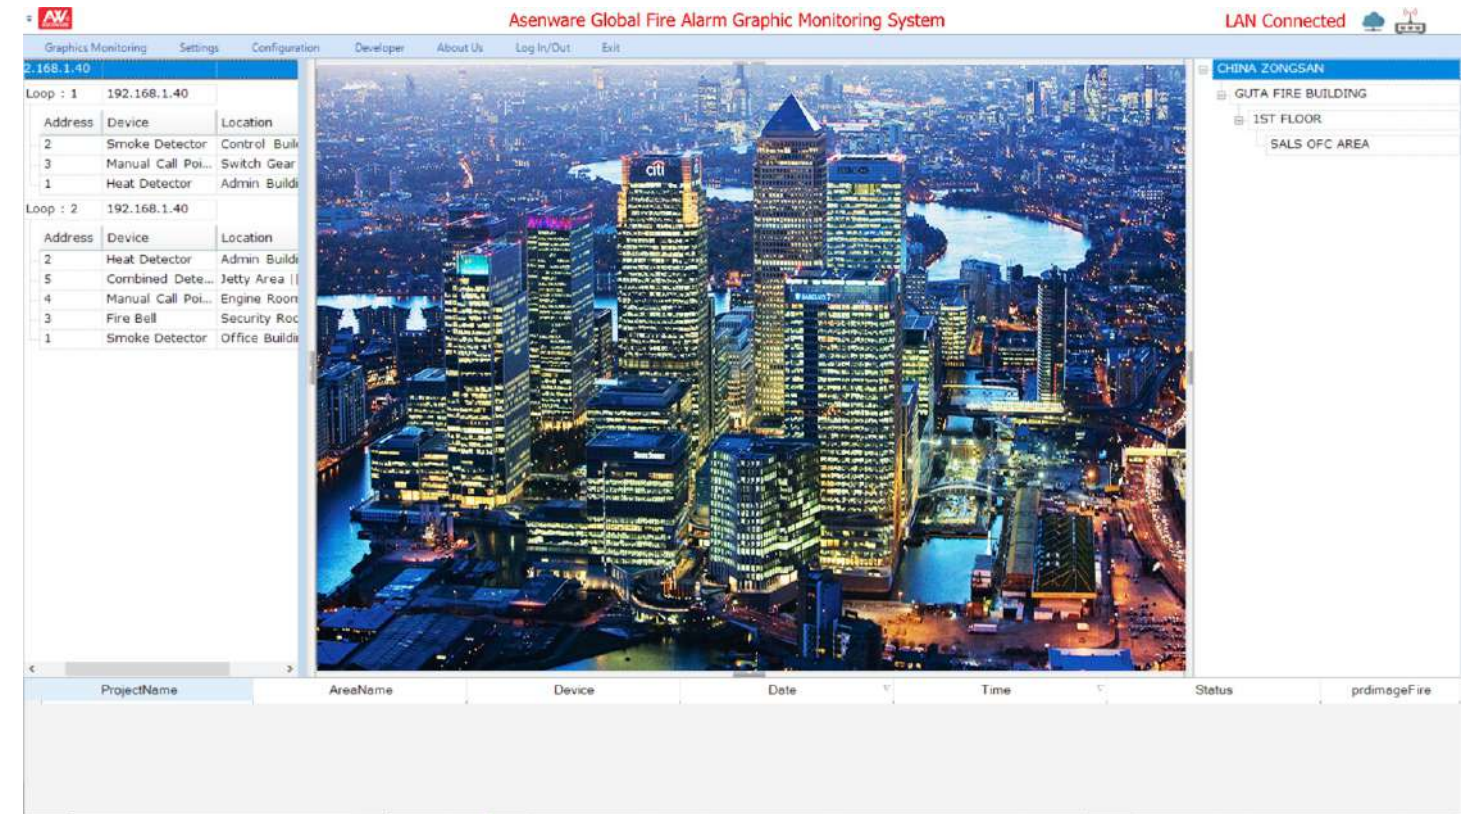 AW Asenware Global Fire Alarm Graphic Monitoring System LAN Connected
Graphics Monitoring Settings Configuration Developer About Us Log In/Out Exit
2.168.1.40
Loop : 1 192.168.1.40
Address Device Location
2 Smoke Detector Control Buil
3 Manual Call Poi... Switch Gear
1 Heat Detector Admin Buildi
Loop : 2 192.168.1.40
Address Device Location
2 Heat Detector Admin Buildi
5 Combined Dete... Jetty Area ||
4 Manual Call Poi... Engine Room
3 Fire Bell Security Roo
1 Smoke Detector Office Buildin
citi
BARCLAYS
CHINA ZONGSAN
GUTA FIRE BUILDING
1ST FLOOR
SALS OFC AREA
ProjectName AreaName Device Date Time Status prdimageFire